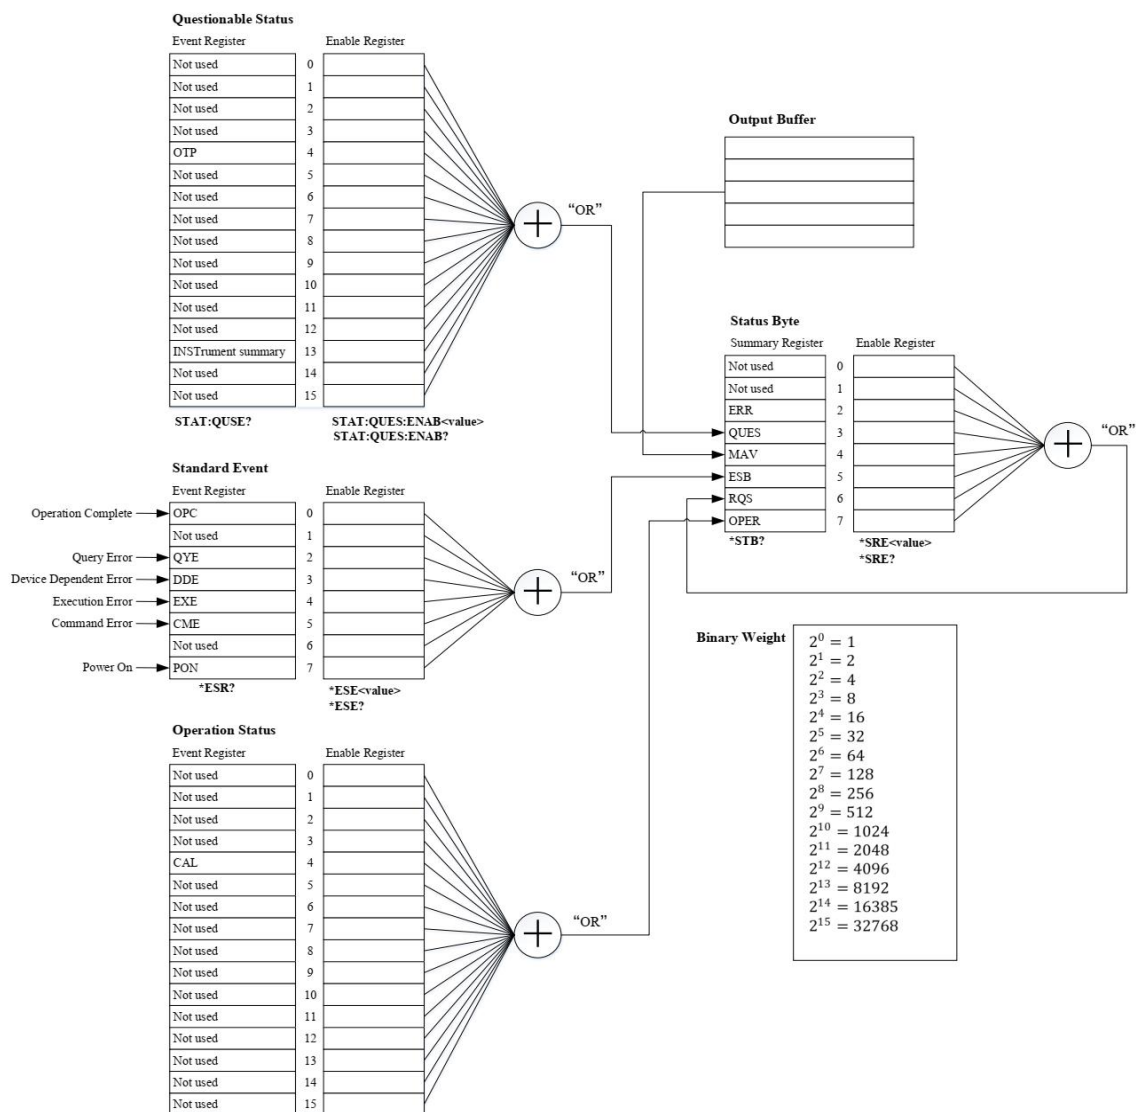 Questionable Status
Event Register Enable Register
Not used 0
Not used 1
Not used 2
Not used 3
OTP 4
Not used 5
Not used 6
Not used 7
Not used 8
Not used 9
Not used 10
Not used 11
Not used 12
INSTrument summary 13
Not used 14
Not used 15
STAT:QUSE? STAT:QUES:ENAB<value>
STAT:QUES:ENAB?
“OR”
Output Buffer
Status Byte
Summary Register Enable Register
Not used 0
Not used 1
ERR 2
QUES 3
MAV 4
ESB 5
RQS 6
OPER 7
*STB? *SRE<value>
*SRE?
“OR”
Standard Event
Event Register Enable Register
Operation Complete OPC 0
Not used 1
Query Error QYE 2
Device Dependent Error DDE 3
Execution Error EXE 4
Command Error CME 5
Not used 6
Power On PON 7
*ESR? *ESE<value>
*ESE?
“OR”
Binary Weight
2^0 = 1
2^1 = 2
2^2 = 4
2^3 = 8
2^4 = 16
2^5 = 32
2^6 = 64
2^7 = 128
2^8 = 256
2^9 = 512
2^10 = 1024
2^11 = 2048
2^12 = 4096
2^13 = 8192
2^14 = 16385
2^15 = 32768
Operation Status
Event Register Enable Register
Not used 0
Not used 1
Not used 2
Not used 3
CAL 4
Not used 5
Not used 6
Not used 7
Not used 8
Not used 9
Not used 10
Not used 11
Not used 12
Not used 13
Not used 14
Not used 15
“OR”